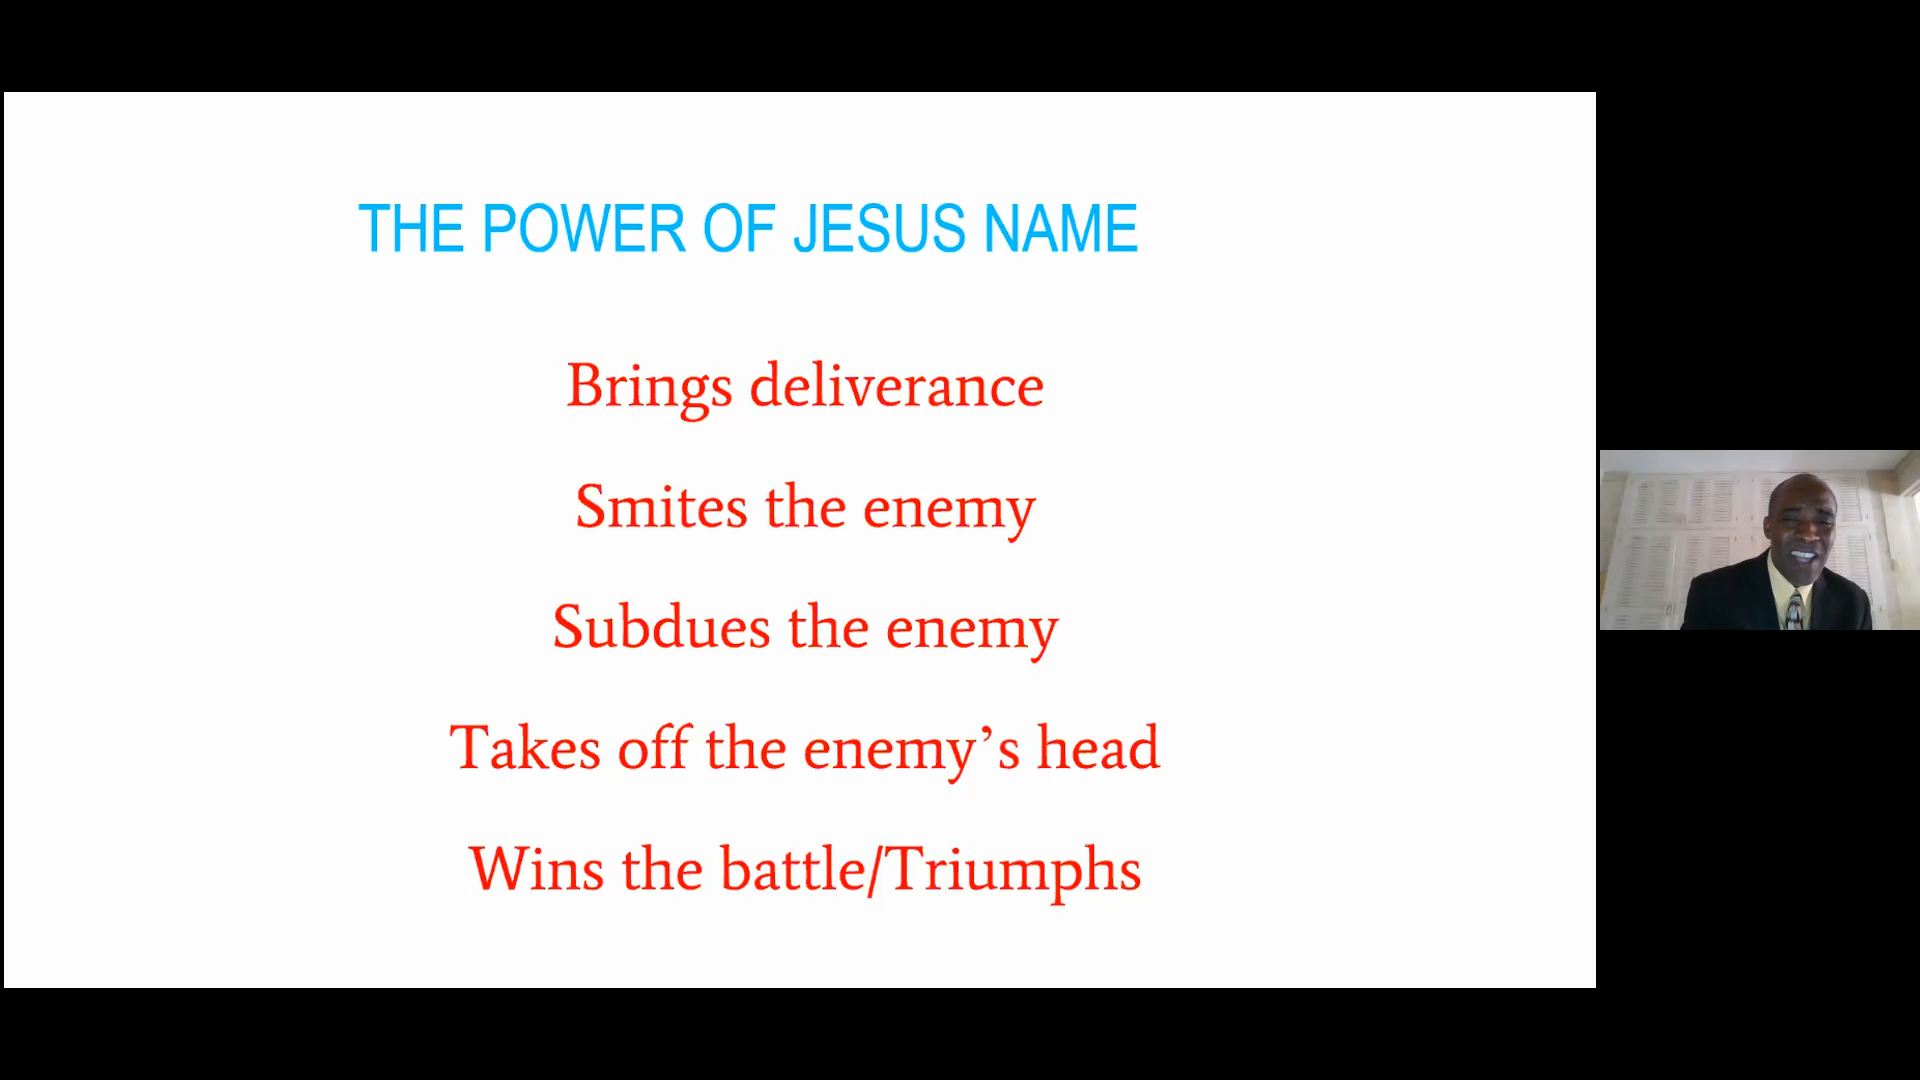 THE POWER OF JESUS NAME
Brings deliverance
Smites the enemy
Subdues the enemy
Takes off the enemy’s head
Wins the battle/Triumphs